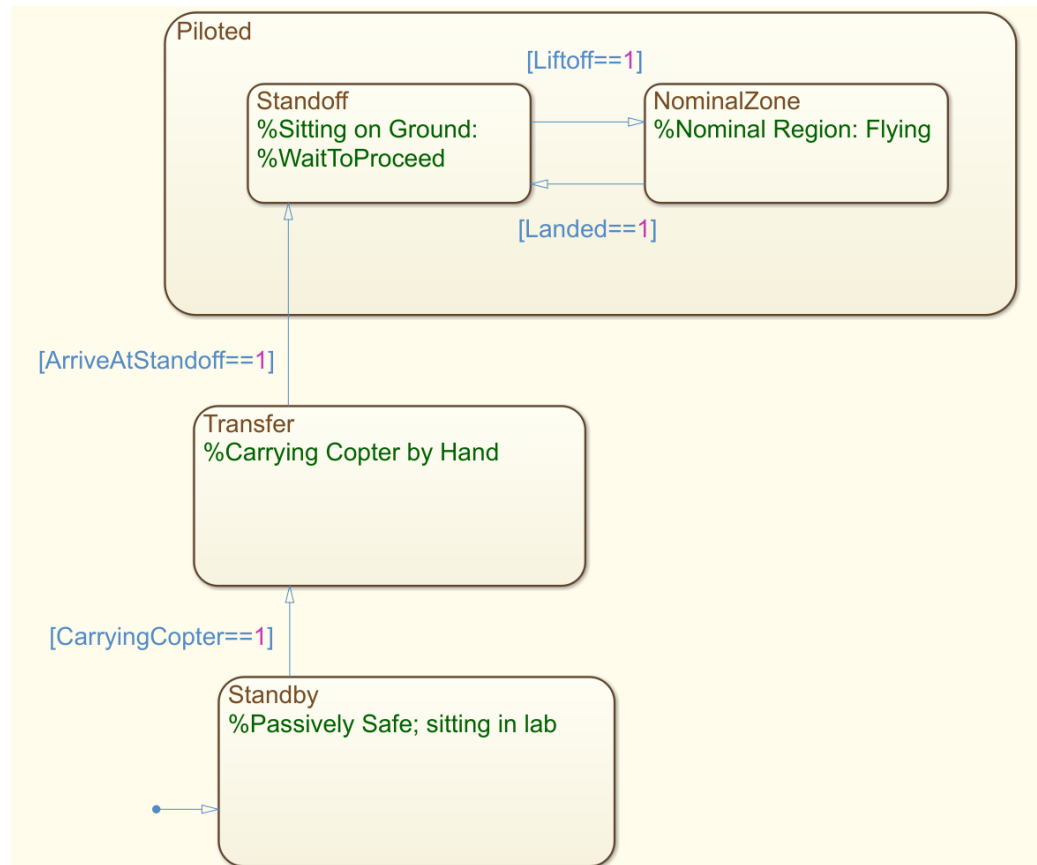 Piloted
[Liftoff==1]
Standoff
%Sitting on Ground:
%WaitToProceed
NominalZone
%Nominal Region: Flying
[Landed==1]
[ArriveAtStandoff==1]
Transfer
%Carrying Copter by Hand
[CarryingCopter==1]
Standby
%Passively Safe; sitting in lab